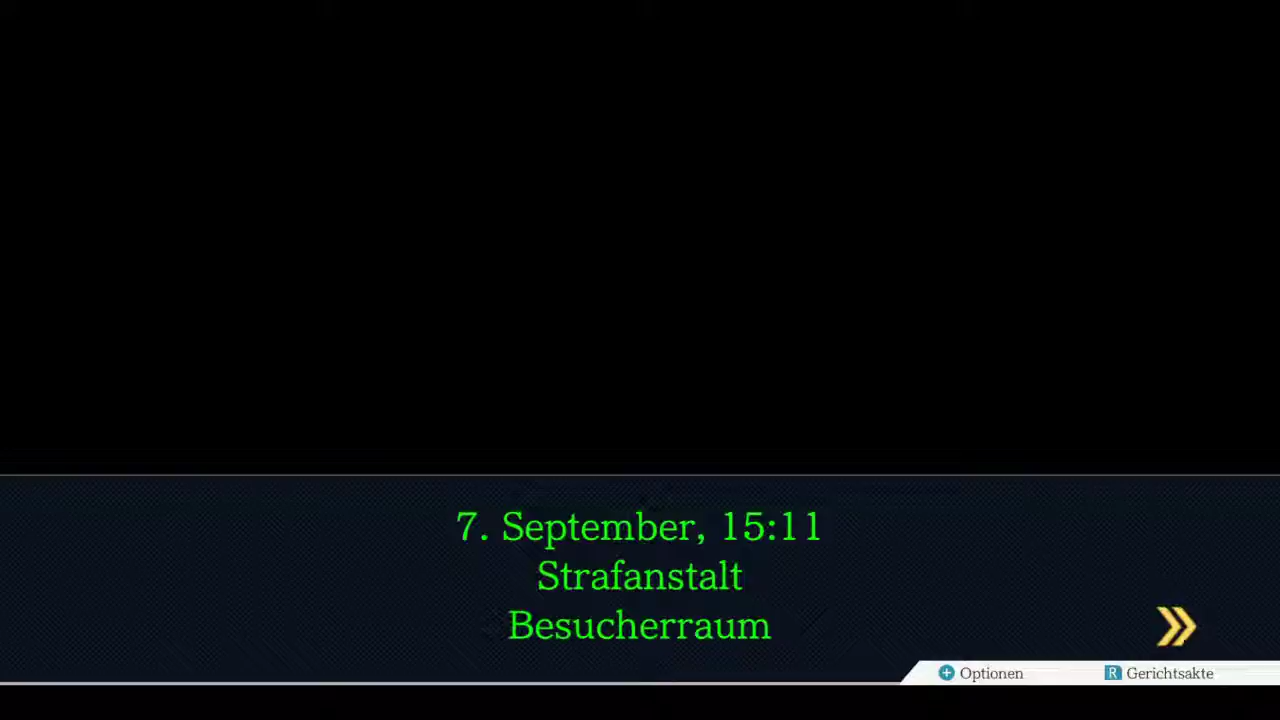 7. September, 15:11
Strafanstalt
Besucherraum
+ Optionen R Gerichtsakte